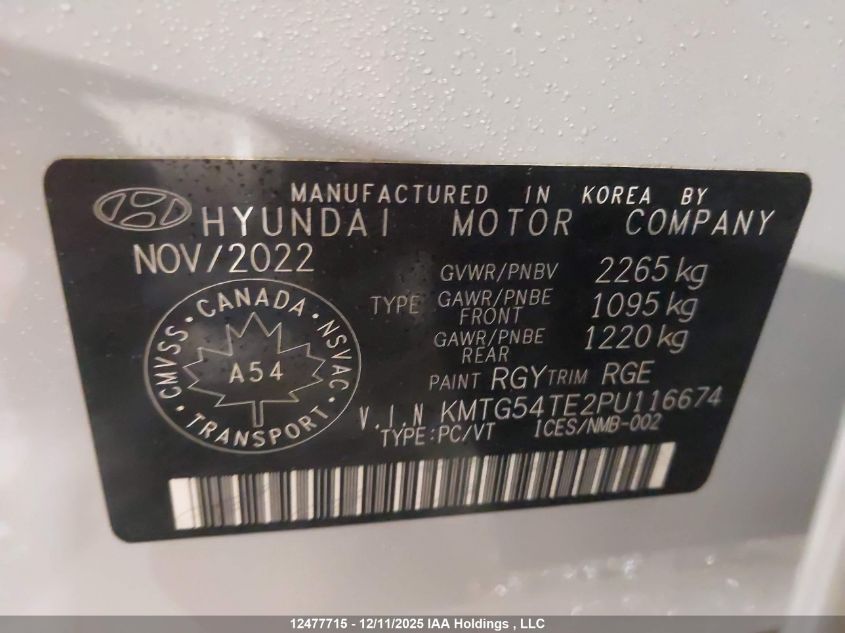 MANUFACTURED IN KOREA BY
HYUNDAI MOTOR COMPANY
NOV/2022
GVWR/PNBV 2265 kg
TYPE GAWR/PNBE FRONT 1095 kg
GAWR/PNBE REAR 1220 kg
PAINT RGY TRIM RGE
V.I.N KMTG54TE2PU116674
TYPE:PC/VT ICES/NMB-002
CANADA
CMVSS · NSVAC
A54
TRANSPORT
12477715 - 12/11/2025 IAA Holdings , LLC